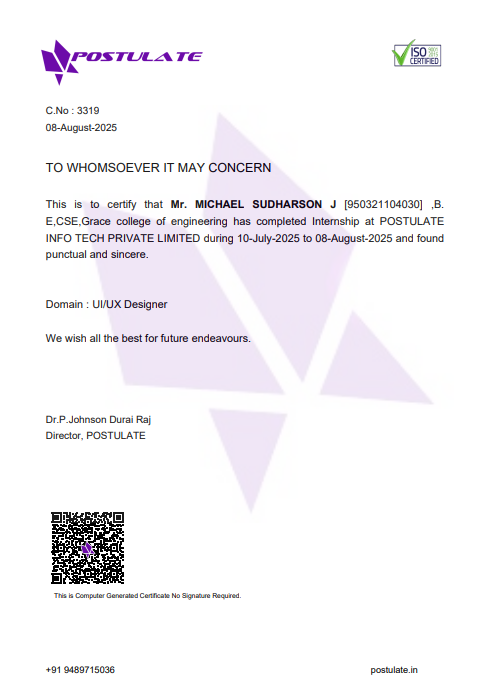 POSTULATE
ISO
CERTIFIED
C.No : 3319
08-August-2025
TO WHOMSOEVER IT MAY CONCERN
This is to certify that Mr. MICHAEL SUDHARSON J [950321104030] ,B.
E,CSE,Grace college of engineering has completed Internship at POSTULATE
INFO TECH PRIVATE LIMITED during 10-July-2025 to 08-August-2025 and found
punctual and sincere.
Domain : UI/UX Designer
We wish all the best for future endeavours.
Dr.P.Johnson Durai Raj
Director, POSTULATE
This is Computer Generated Certificate No Signature Required.
+91 9489715036
postulate.in